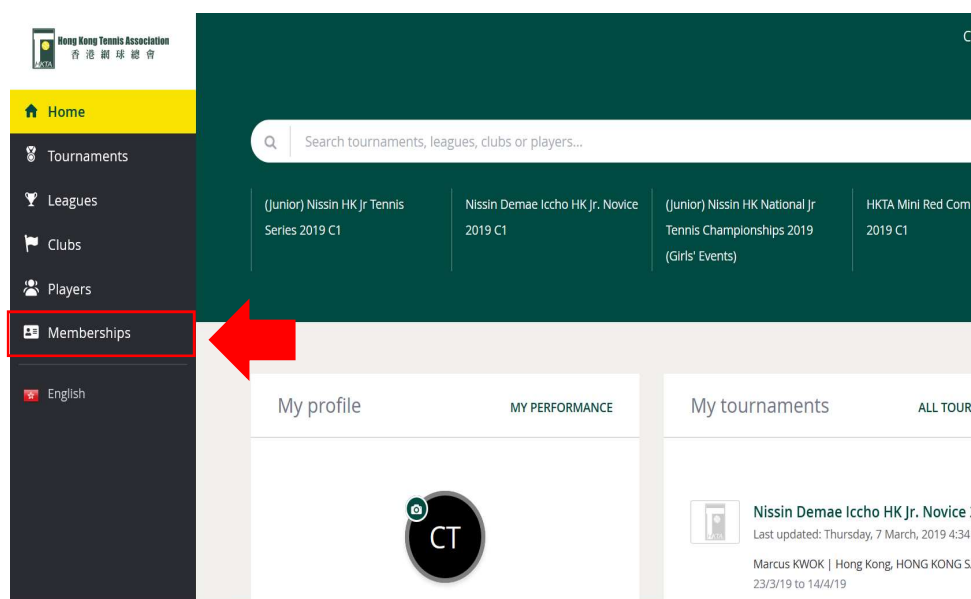 Hong Kong Tennis Association
香港網球總會
HKTA
Home
Tournaments
Leagues
Clubs
Players
Memberships
English
C
Search tournaments, leagues, clubs or players...
(Junior) Nissin HK Jr Tennis
Series 2019 C1
Nissin Demae Iccho HK Jr. Novice
2019 C1
(Junior) Nissin HK National Jr
Tennis Championships 2019
(Girls' Events)
HKTA Mini Red Com
2019 C1
My profile
MY PERFORMANCE
CT
My tournaments
ALL TOUR
Nissin Demae Iccho HK Jr. Novice
Last updated: Thursday, 7 March, 2019 4:34
Marcus KWOK | Hong Kong, HONG KONG S
23/3/19 to 14/4/19